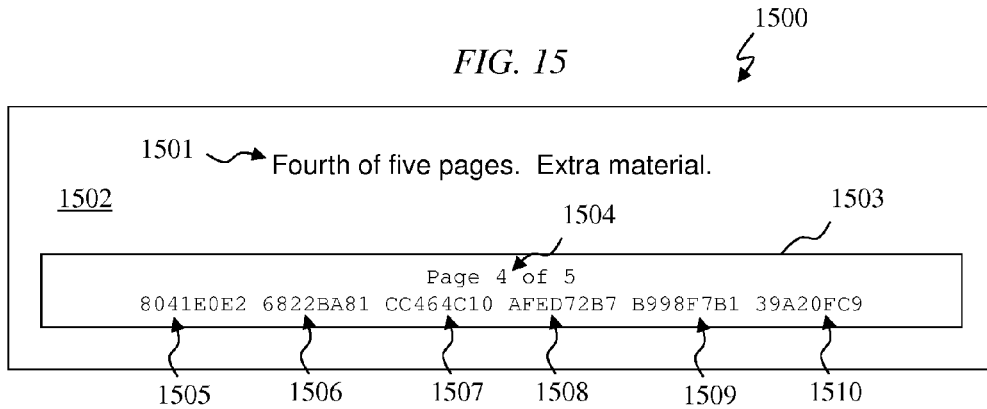 1500
FIG. 15
1501
Fourth of five pages. Extra material.
1502
1504
1503
Page 4 of 5
8041E0E2 6822BA81 CC464C10 AFED72B7 B998F7B1 39A20FC9
1505 1506 1507 1508 1509 1510